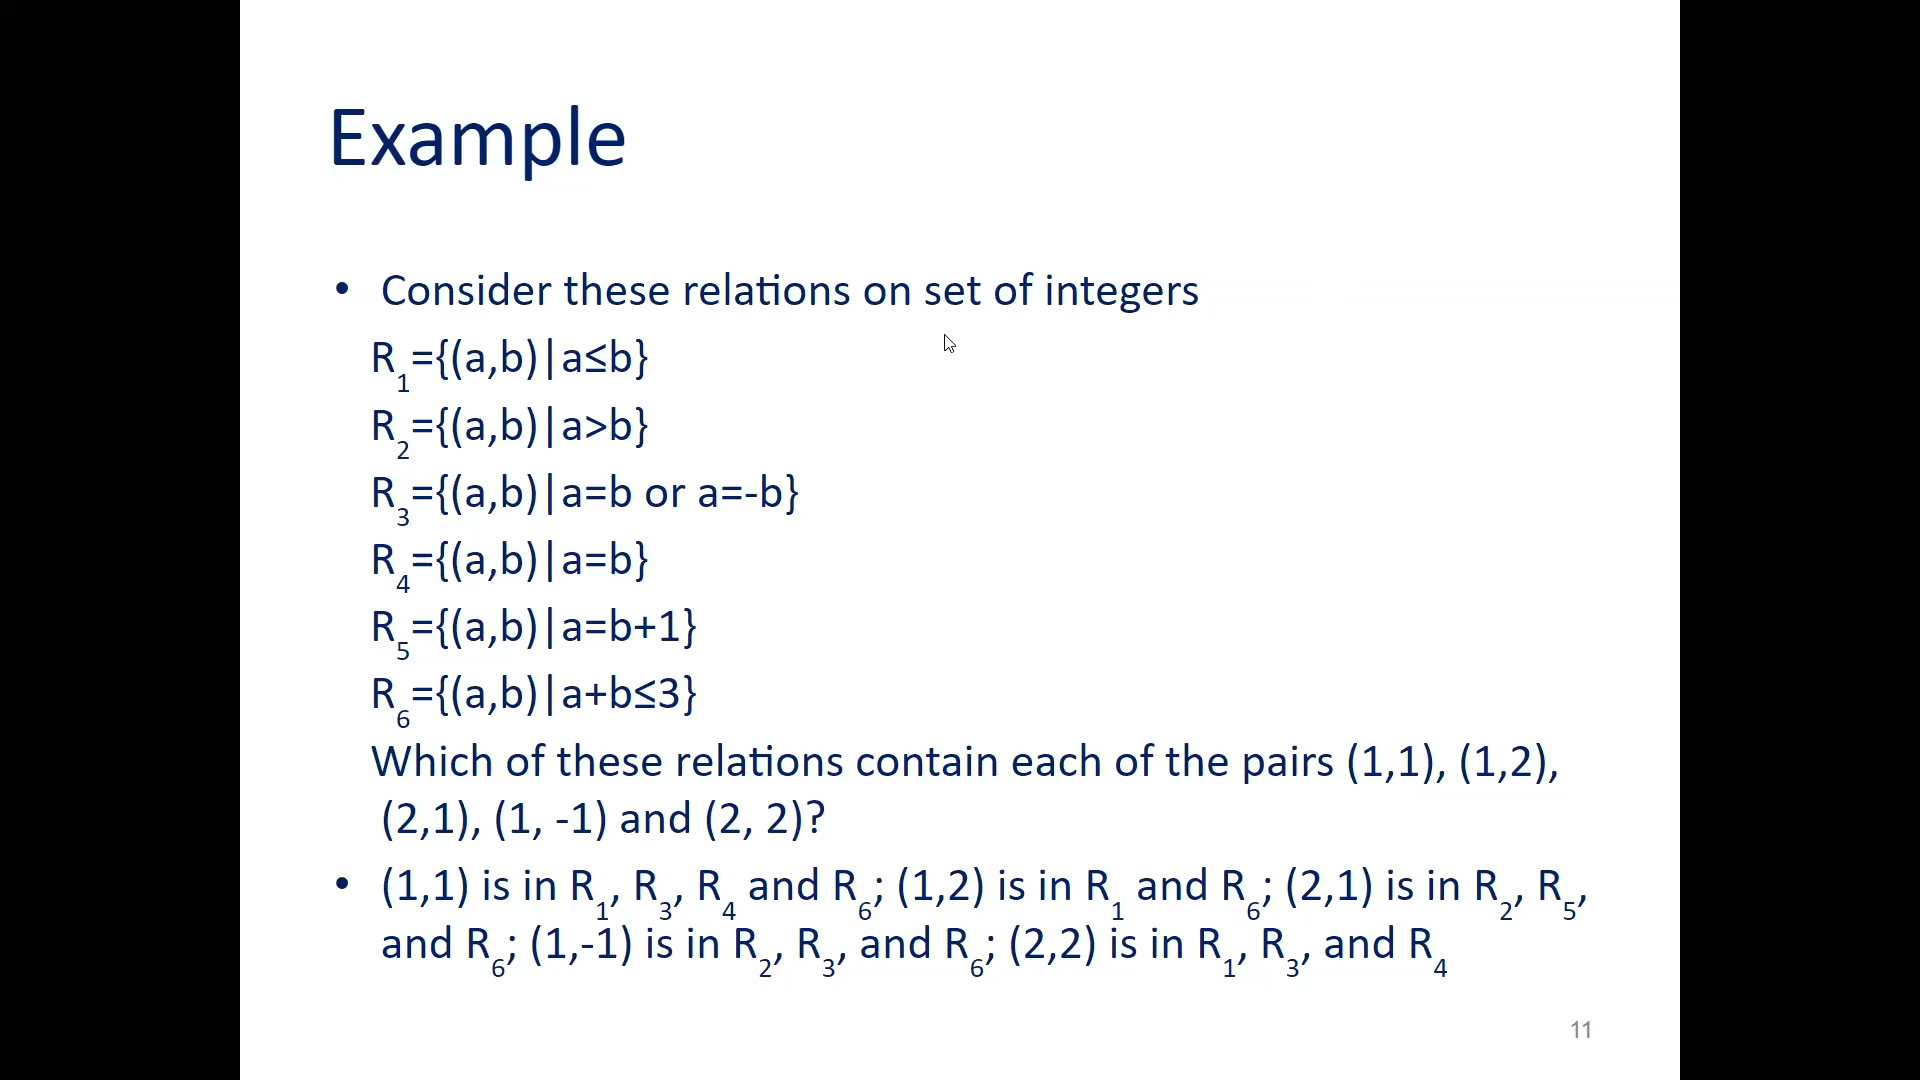 Example
• Consider these relations on set of integers
R₁={(a,b)|a≤b}
R₂={(a,b)|a>b}
R₃={(a,b)|a=b or a=-b}
R₄={(a,b)|a=b}
R₅={(a,b)|a=b+1}
R₆={(a,b)|a+b≤3}
Which of these relations contain each of the pairs (1,1), (1,2),
(2,1), (1, -1) and (2, 2)?
• (1,1) is in R₁, R₃, R₄ and R₆; (1,2) is in R₁ and R₆; (2,1) is in R₂, R₅,
and R₆; (1,-1) is in R₂, R₃, and R₆; (2,2) is in R₁, R₃, and R₄
11